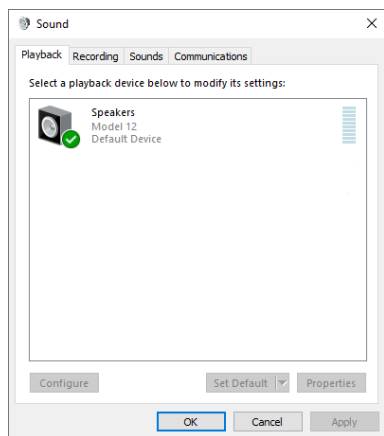 Sound
Playback Recording Sounds Communications
Select a playback device below to modify its settings:
Speakers
Model 12
Default Device
Configure Set Default Properties
OK Cancel Apply